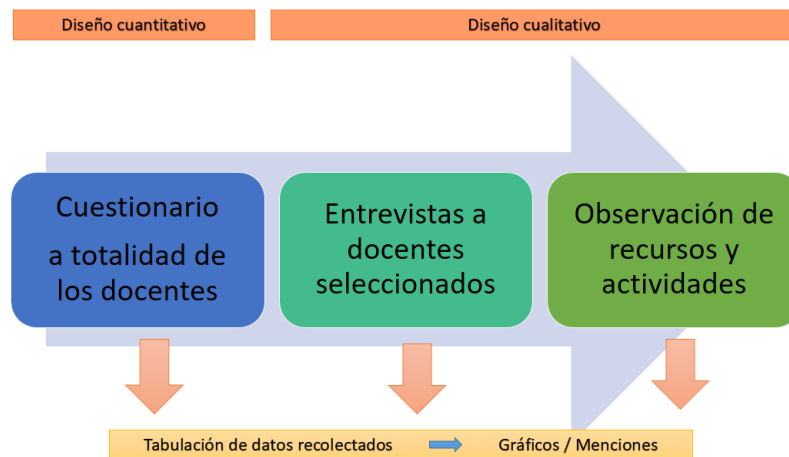 Diseño cuantitativo
Diseño cualitativo
Cuestionario
a totalidad de
los docentes
Entrevistas a
docentes
seleccionados
Observación de
recursos y
actividades
Tabulación de datos recolectados
Gráficos / Menciones